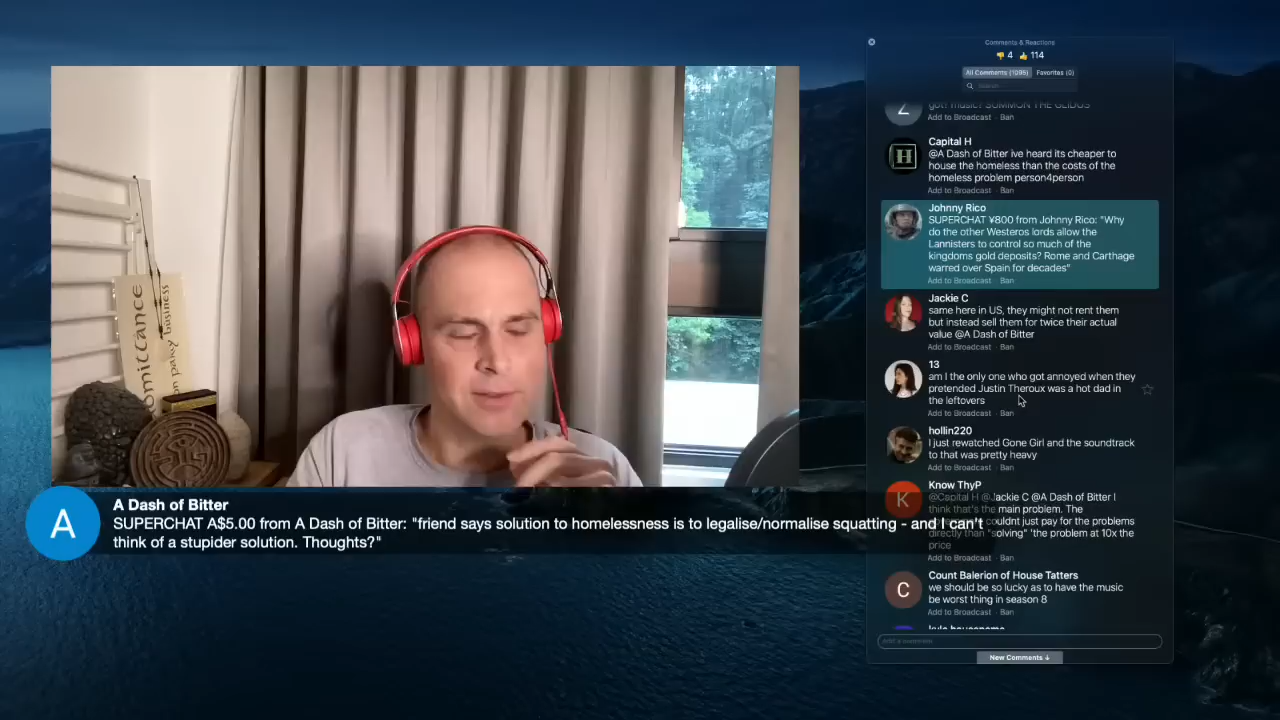 Comments & Reactions
👎 4 👍 114
All Comments (1095) Favorites (0)
Search
got? music? SUMMON THE GLIDUS
Add to Broadcast · Ban
Capital H
@A Dash of Bitter ive heard its cheaper to
house the homeless than the costs of the
homeless problem person4person
Add to Broadcast · Ban
Johnny Rico
SUPERCHAT ¥800 from Johnny Rico: "Why
do the other Westeros lords allow the
Lannisters to control so much of the
kingdoms gold deposits? Rome and Carthage
warred over Spain for decades"
Add to Broadcast · Ban
Jackie C
same here in US, they might not rent them
but instead sell them for twice their actual
value @A Dash of Bitter
Add to Broadcast · Ban
13
am I the only one who got annoyed when they
pretended Justin Theroux was a hot dad in
the leftovers
Add to Broadcast · Ban
hollin220
I just rewatched Gone Girl and the soundtrack
to that was pretty heavy
Add to Broadcast · Ban
K
Know ThyP
@Capital H @Jackie C @A Dash of Bitter I
think that's the main problem. The
couldnt just pay for the problems
directly than "solving" 'the problem at 10x the
price
Add to Broadcast · Ban
C
Count Balerion of House Tatters
we should be so lucky as to have the music
be worst thing in season 8
Add to Broadcast · Ban
Add a comment
New Comments ↓
Z
H
omittance
business
A
A Dash of Bitter
SUPERCHAT A$5.00 from A Dash of Bitter: "friend says solution to homelessness is to legalise/normalise squatting - and I can't
think of a stupider solution. Thoughts?"